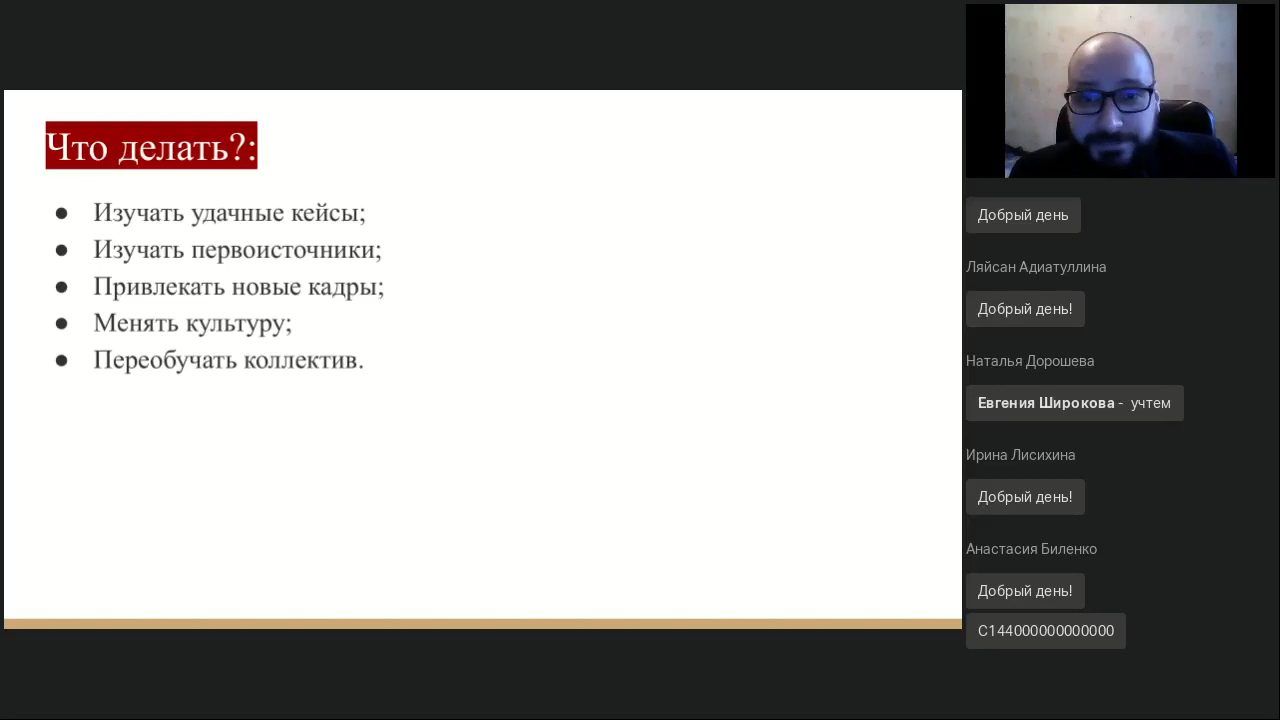 Что делать?:
● Изучать удачные кейсы;
● Изучать первоисточники;
● Привлекать новые кадры;
● Менять культуру;
● Переобучать коллектив.
Добрый день
Ляйсан Адиатуллина
Добрый день!
Наталья Дорошева
Евгения Широкова - учтем
Ирина Лисихина
Добрый день!
Анастасия Биленко
Добрый день!
С144000000000000